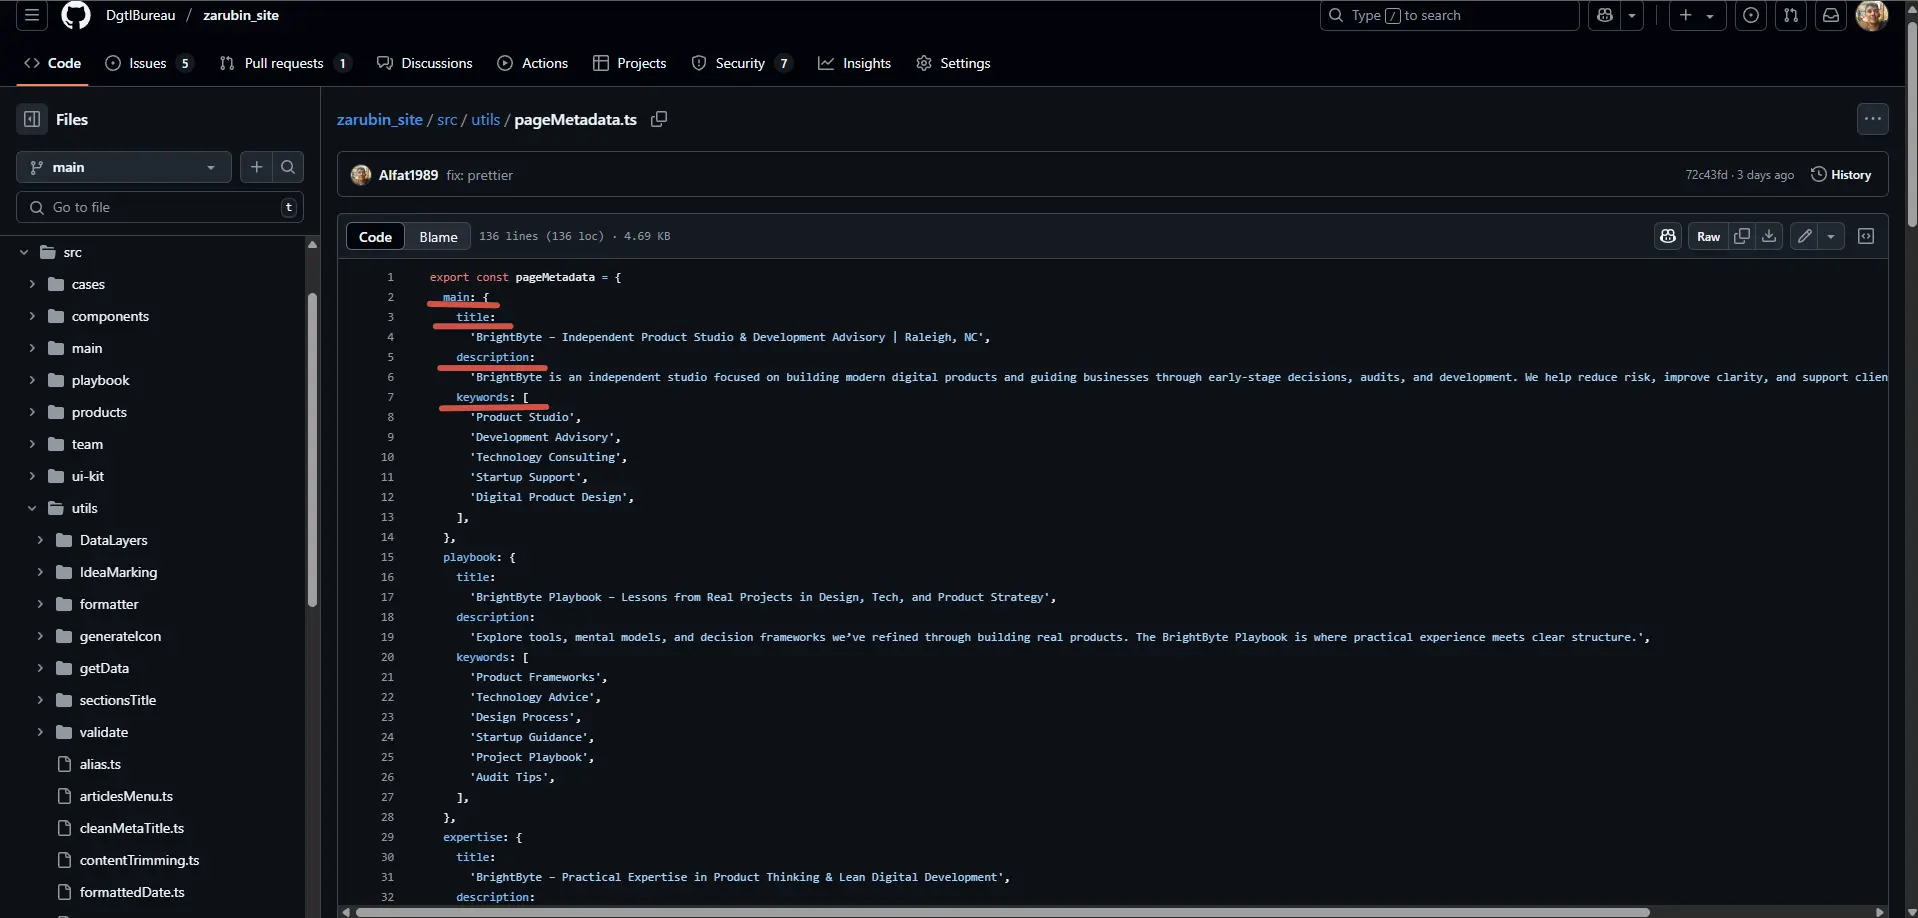 DgtlBureau / zarubin_site
Type / to search
Code
Issues 5
Pull requests 1
Discussions
Actions
Projects
Security 7
Insights
Settings
Files
main
Go to file
t
src
cases
components
main
playbook
products
team
ui-kit
utils
DataLayers
IdeaMarking
formatter
generateIcon
getData
sectionsTitle
validate
alias.ts
articlesMenu.ts
cleanMetaTitle.ts
contentTrimming.ts
formattedDate.ts
zarubin_site / src / utils / pageMetadata.ts
Alfat1989 fix: prettier
72c43fd · 3 days ago
History
Code
Blame
136 lines (136 loc) · 4.69 KB
Raw
1 export const pageMetadata = {
2 main: {
3 title:
4 'BrightByte – Independent Product Studio & Development Advisory | Raleigh, NC',
5 description:
6 'BrightByte is an independent studio focused on building modern digital products and guiding businesses through early-stage decisions, audits, and development. We help reduce risk, improve clarity, and support clien
7 keywords: [
8 'Product Studio',
9 'Development Advisory',
10 'Technology Consulting',
11 'Startup Support',
12 'Digital Product Design',
13 ],
14 },
15 playbook: {
16 title:
17 'BrightByte Playbook – Lessons from Real Projects in Design, Tech, and Product Strategy',
18 description:
19 'Explore tools, mental models, and decision frameworks we’ve refined through building real products. The BrightByte Playbook is where practical experience meets clear structure.',
20 keywords: [
21 'Product Frameworks',
22 'Technology Advice',
23 'Design Process',
24 'Startup Guidance',
25 'Project Playbook',
26 'Audit Tips',
27 ],
28 },
29 expertise: {
30 title:
31 'BrightByte – Practical Expertise in Product Thinking & Lean Digital Development',
32 description: